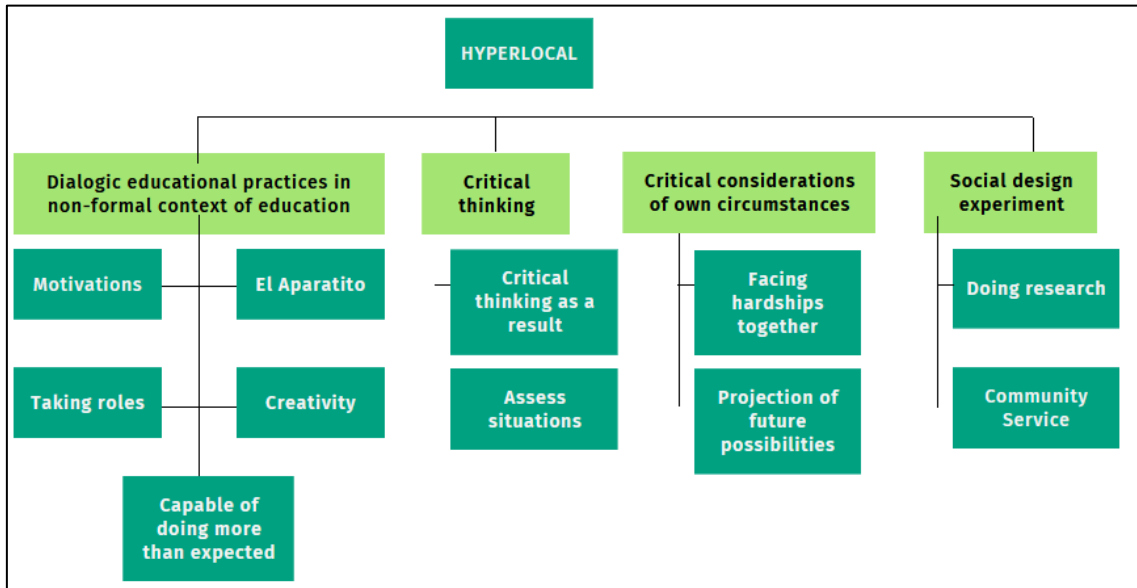 HYPERLOCAL
Dialogic educational practices in
non-formal context of education
Critical
thinking
Critical considerations
of own circumstances
Social design
experiment
Motivations
El Aparatito
Critical
thinking as a
result
Facing
hardships
together
Doing research
Taking roles
Creativity
Assess
situations
Projection of
future
possibilities
Community
Service
Capable of
doing more
than expected